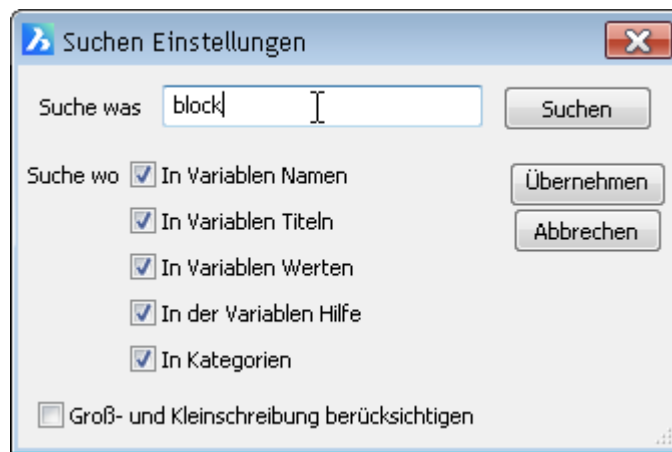 Suchen Einstellungen
Suche was block Suchen
Suche wo In Variablen Namen Übernehmen
In Variablen Titeln Abbrechen
In Variablen Werten
In der Variablen Hilfe
In Kategorien
Groß- und Kleinschreibung berücksichtigen